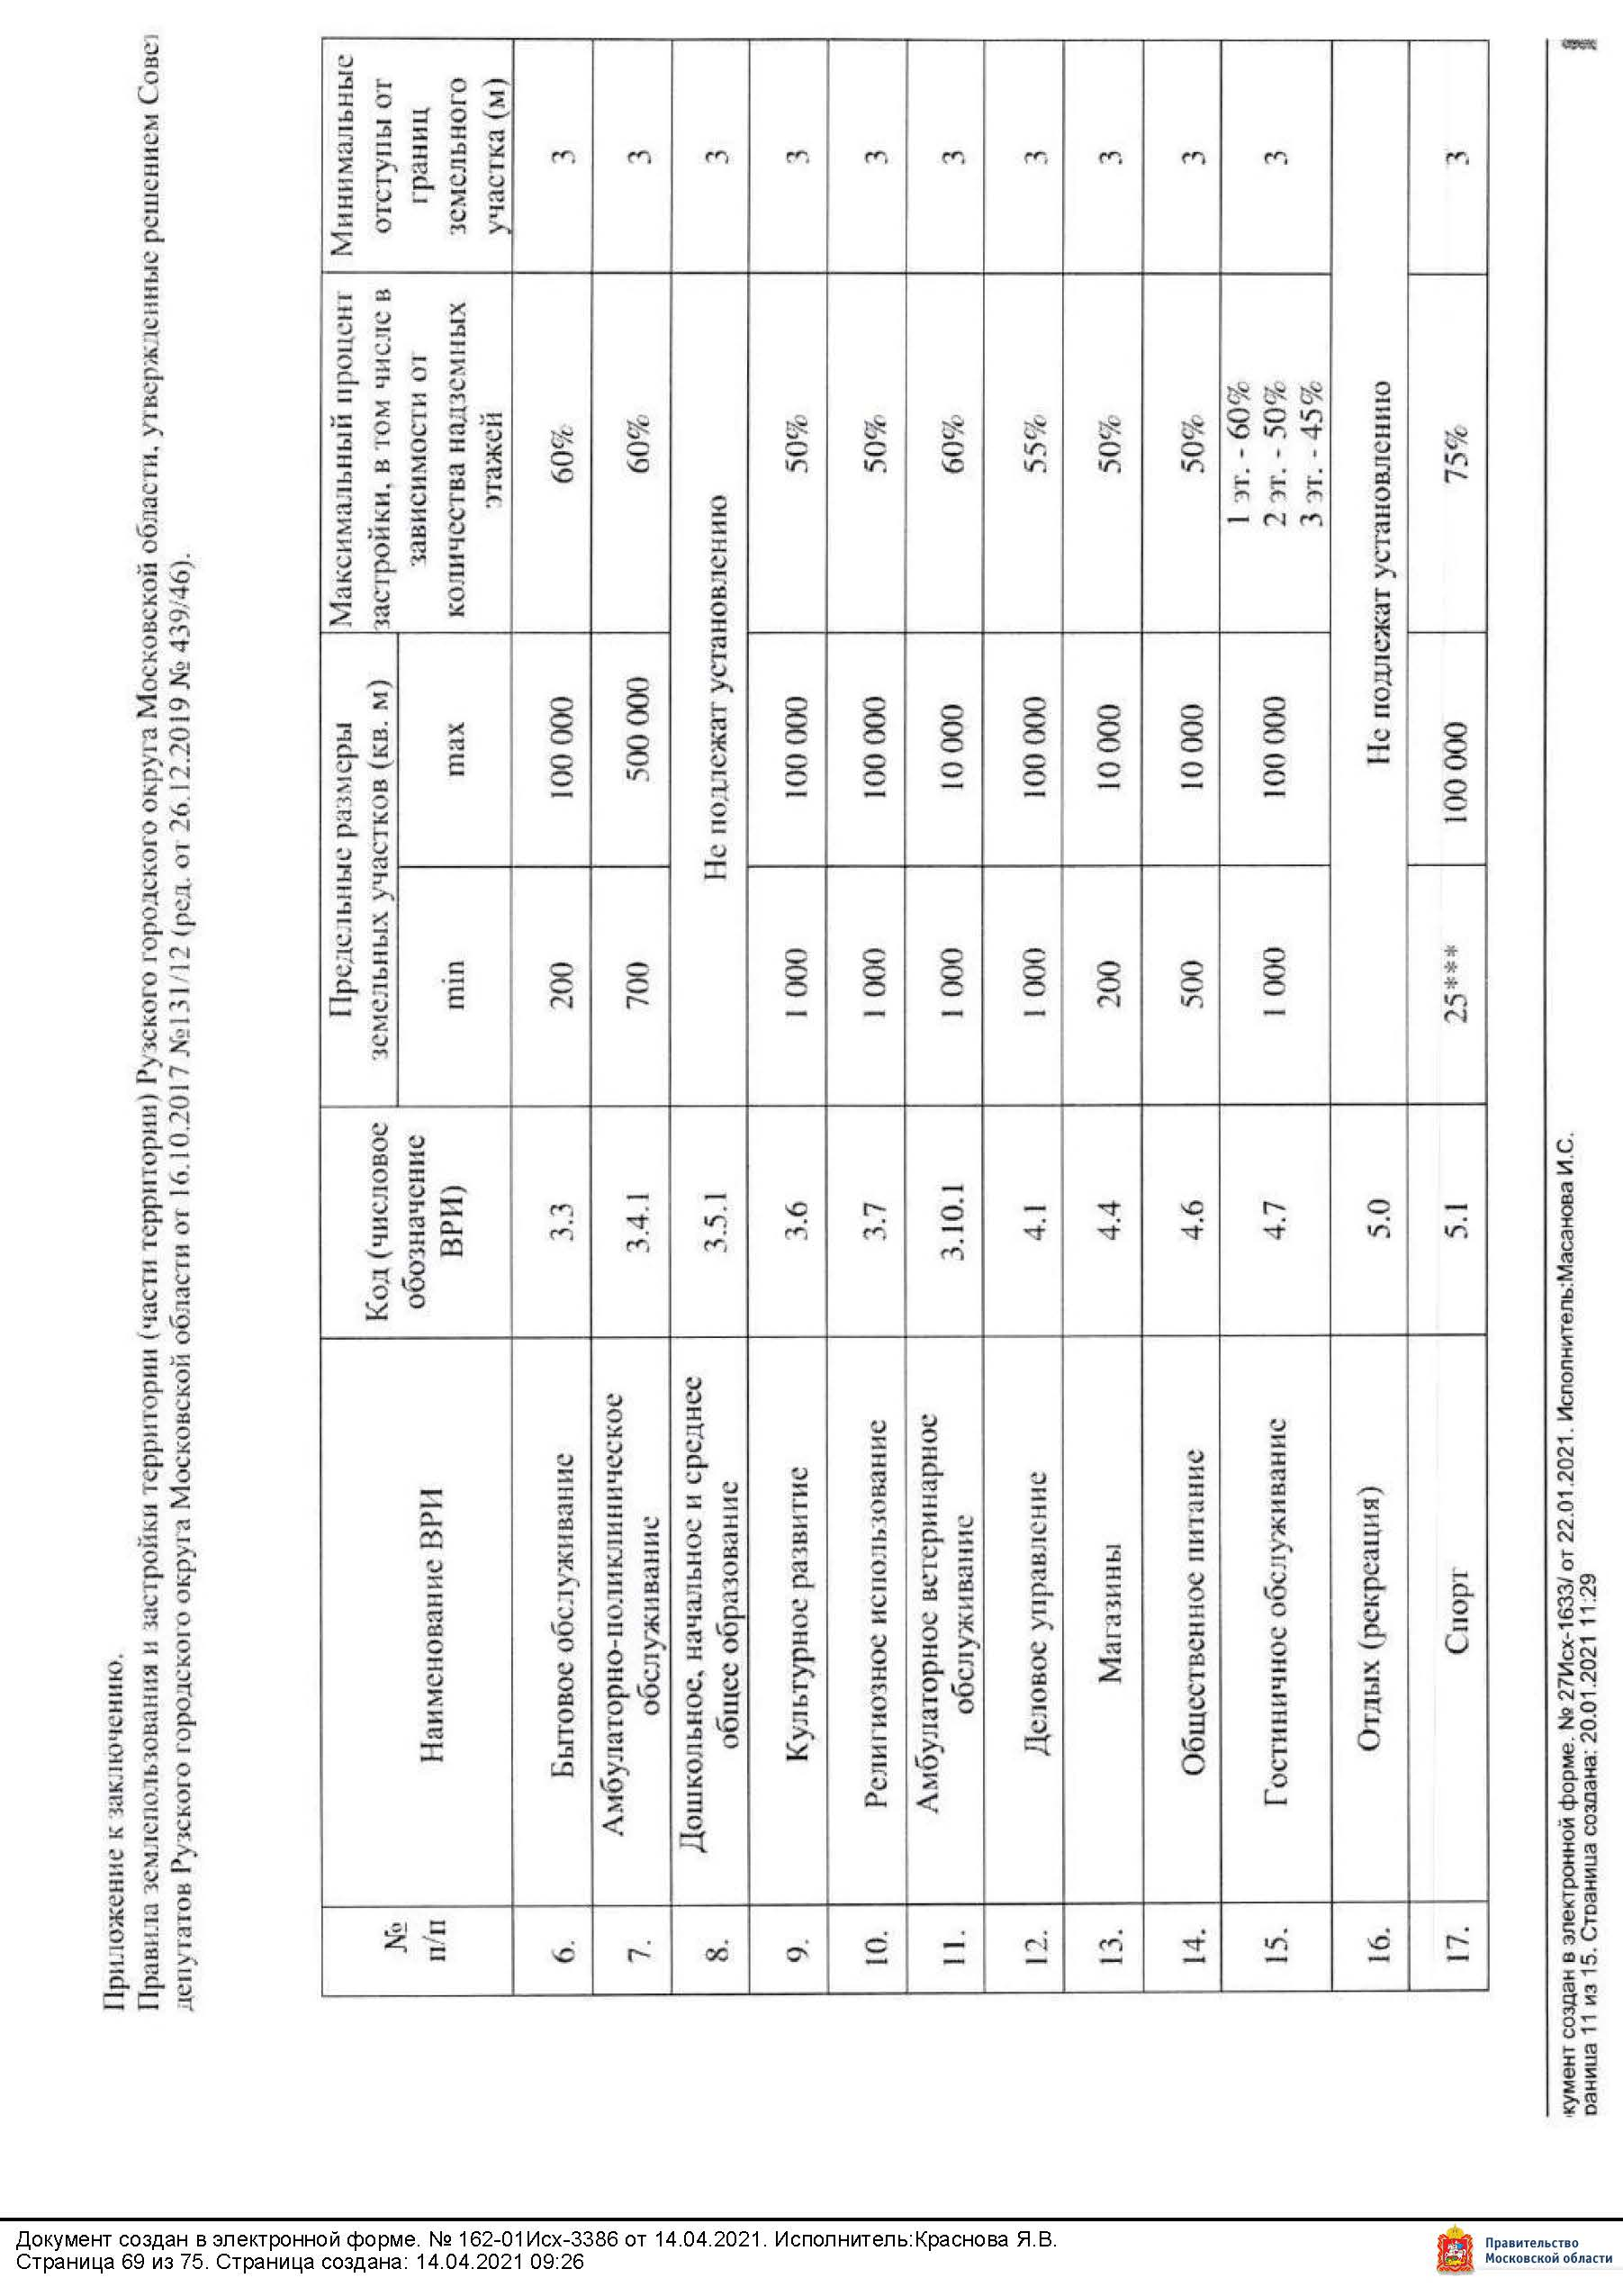 Приложение к заключению.
Правила землепользования и застройки территории (части территории) Рузского городского округа Московской области, утвержденные решением
депутатов Рузского городского округа Московской области от 16.10.2017 №131/12 (ред. от 26.12.2019 № 439/46).
№ п/п | Наименование ВРИ | Код (числовое обозначение ВРИ) | Предельные размеры земельных участков (кв. м) | Максимальный процент застройки, в том числе в зависимости от количества надземных этажей | Минимальные отступы от границ земельного участка (м)
min | max
6. | Бытовое обслуживание | 3.3 | 200 | 100 000 | 60% | 3
7. | Амбулаторно-поликлиническое обслуживание | 3.4.1 | 700 | 500 000 | 60% | 3
8. | Дошкольное, начальное и среднее общее образование | 3.5.1 | Не подлежат установлению | 3
9. | Культурное развитие | 3.6 | 1 000 | 100 000 | 50% | 3
10. | Религиозное использование | 3.7 | 1 000 | 100 000 | 50% | 3
11. | Амбулаторное ветеринарное обслуживание | 3.10.1 | 1 000 | 10 000 | 60% | 3
12. | Деловое управление | 4.1 | 1 000 | 100 000 | 55% | 3
13. | Магазины | 4.4 | 200 | 10 000 | 50% | 3
14. | Общественное питание | 4.6 | 500 | 10 000 | 50% | 3
15. | Гостиничное обслуживание | 4.7 | 1 000 | 100 000 | 1 эт. - 60% 2 эт. - 50% 3 эт. - 45% | 3
16. | Отдых (рекреация) | 5.0 | Не подлежат установлению
17. | Спорт | 5.1 | 25*** | 100 000 | 75% | 3
кумент создан в электронной форме. № 27Исх-1633/ от 22.01.2021. Исполнитель:Масанова И.С.
раница 11 из 15. Страница создана: 20.01.2021 11:29
Документ создан в электронной форме. № 162-01Исх-3386 от 14.04.2021. Исполнитель:Краснова Я.В.
Страница 69 из 75. Страница создана: 14.04.2021 09:26
Правительство
Московской области